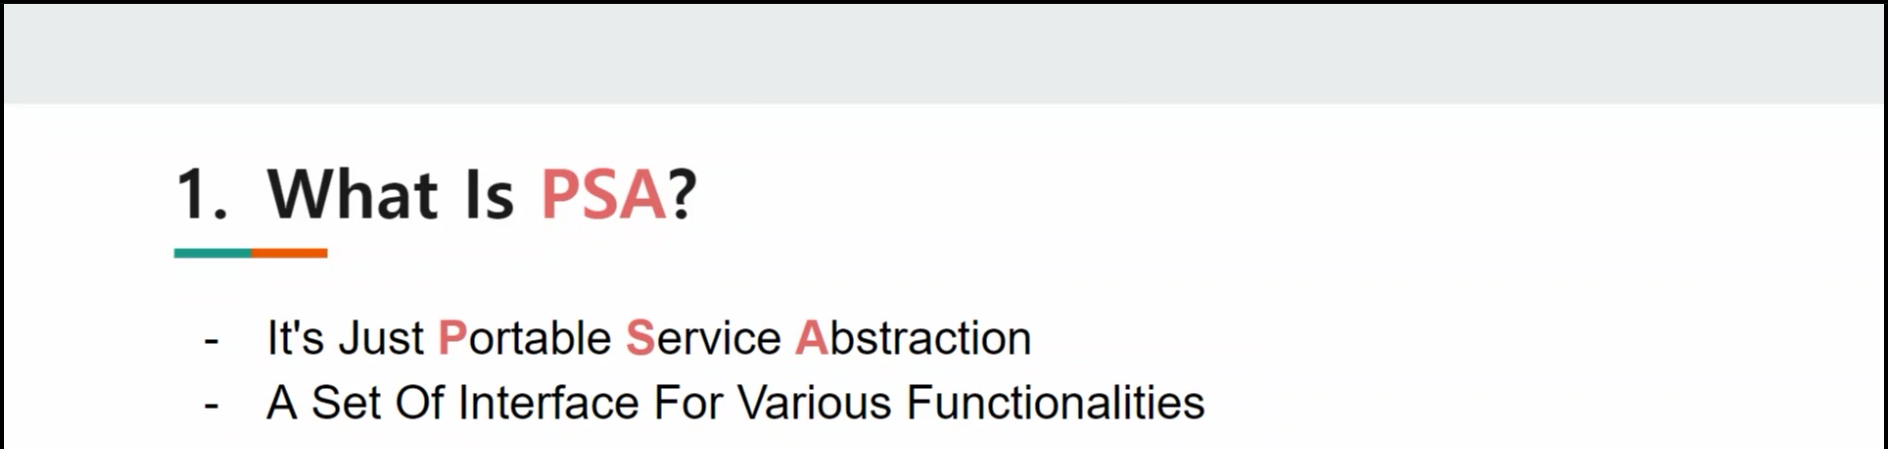 1. What Is PSA?
- It's Just Portable Service Abstraction
- A Set Of Interface For Various Functionalities